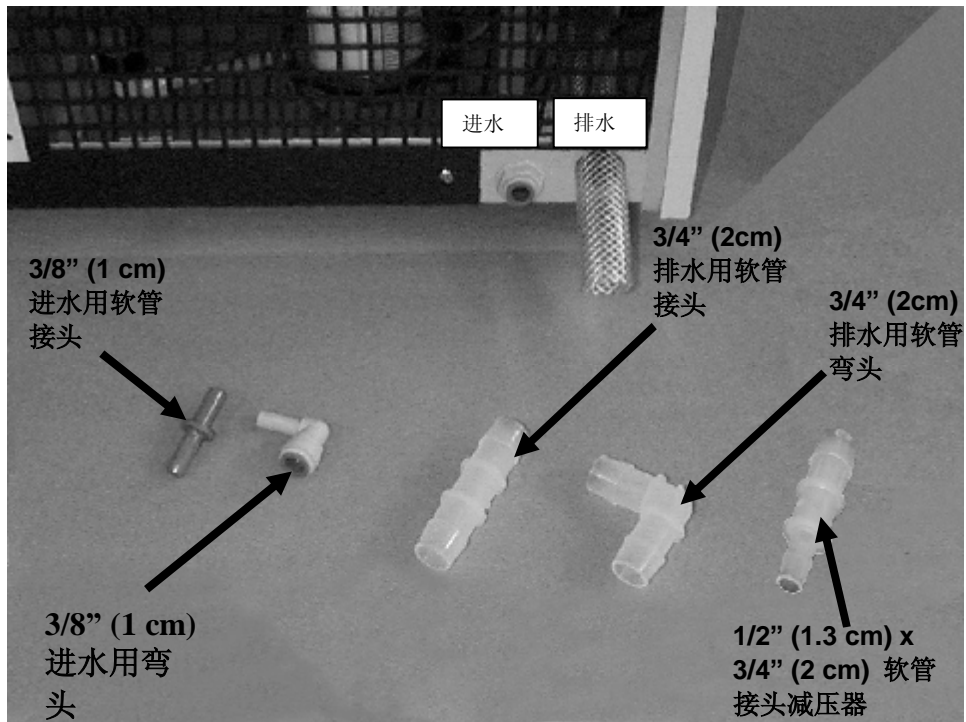 进水
排水
3/8” (1 cm)
进水用软管
接头
3/4” (2cm)
排水用软管
接头
3/4” (2cm)
排水用软管
弯头
3/8” (1 cm)
进水用弯
头
1/2” (1.3 cm) x
3/4” (2 cm) 软管
接头减压器